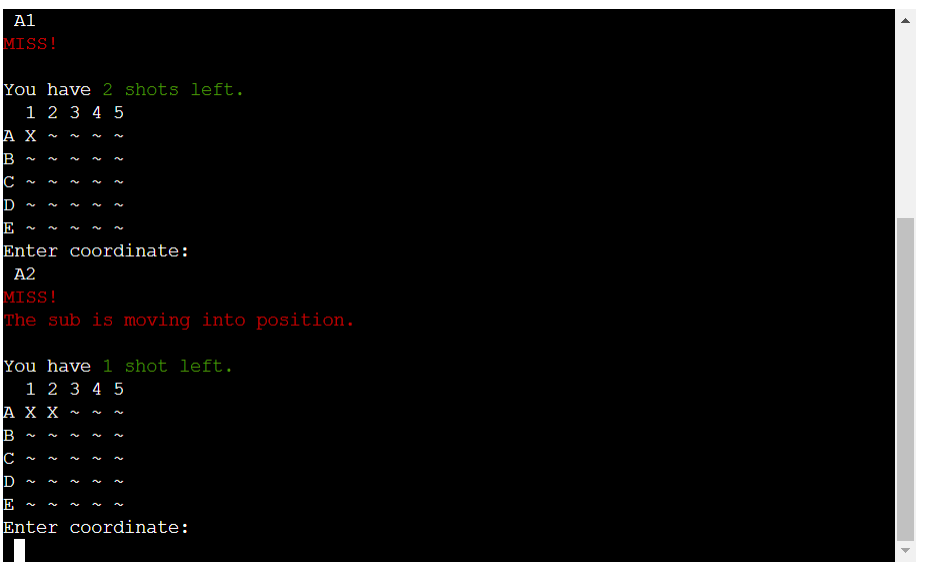 A1
MISS!
You have 2 shots left.
1 2 3 4 5
A X ~ ~ ~ ~
B ~ ~ ~ ~ ~
C ~ ~ ~ ~ ~
D ~ ~ ~ ~ ~
E ~ ~ ~ ~ ~
Enter coordinate:
A2
MISS!
The sub is moving into position.
You have 1 shot left.
1 2 3 4 5
A X X ~ ~ ~
B ~ ~ ~ ~ ~
C ~ ~ ~ ~ ~
D ~ ~ ~ ~ ~
E ~ ~ ~ ~ ~
Enter coordinate: